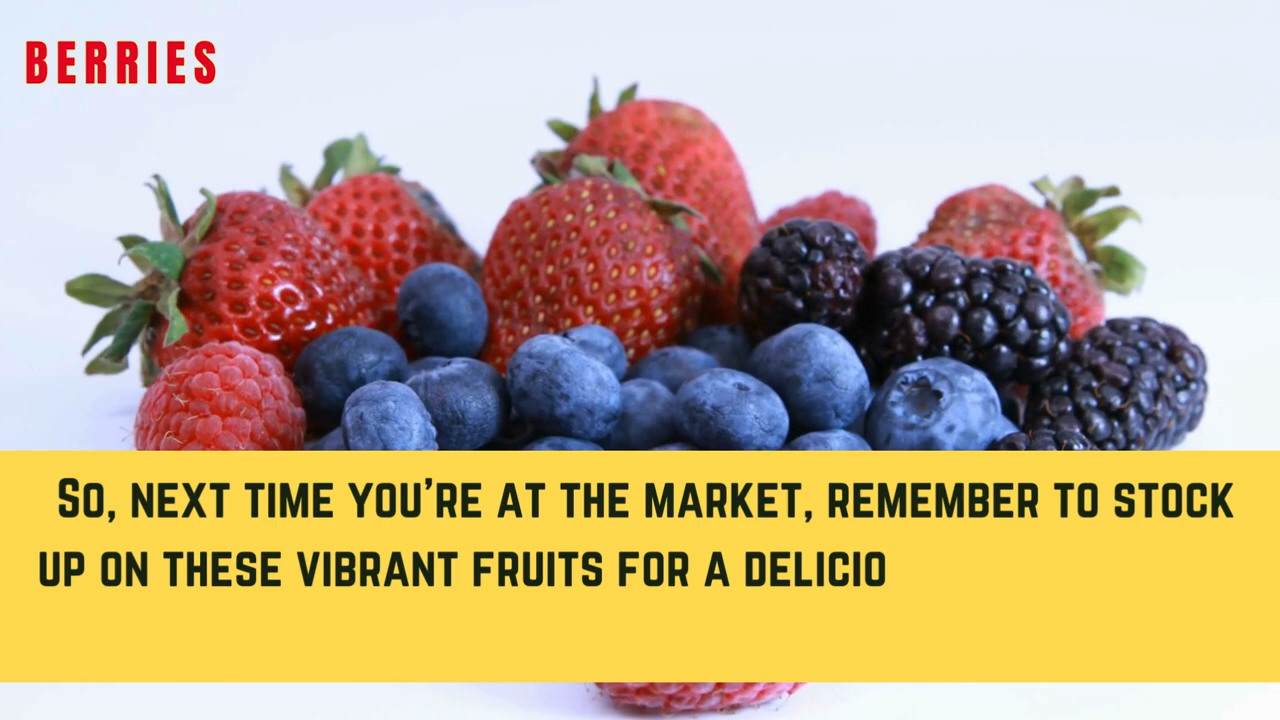 BERRIES
So, next time you're at the market, remember to stock
up on these vibrant fruits for a delicio